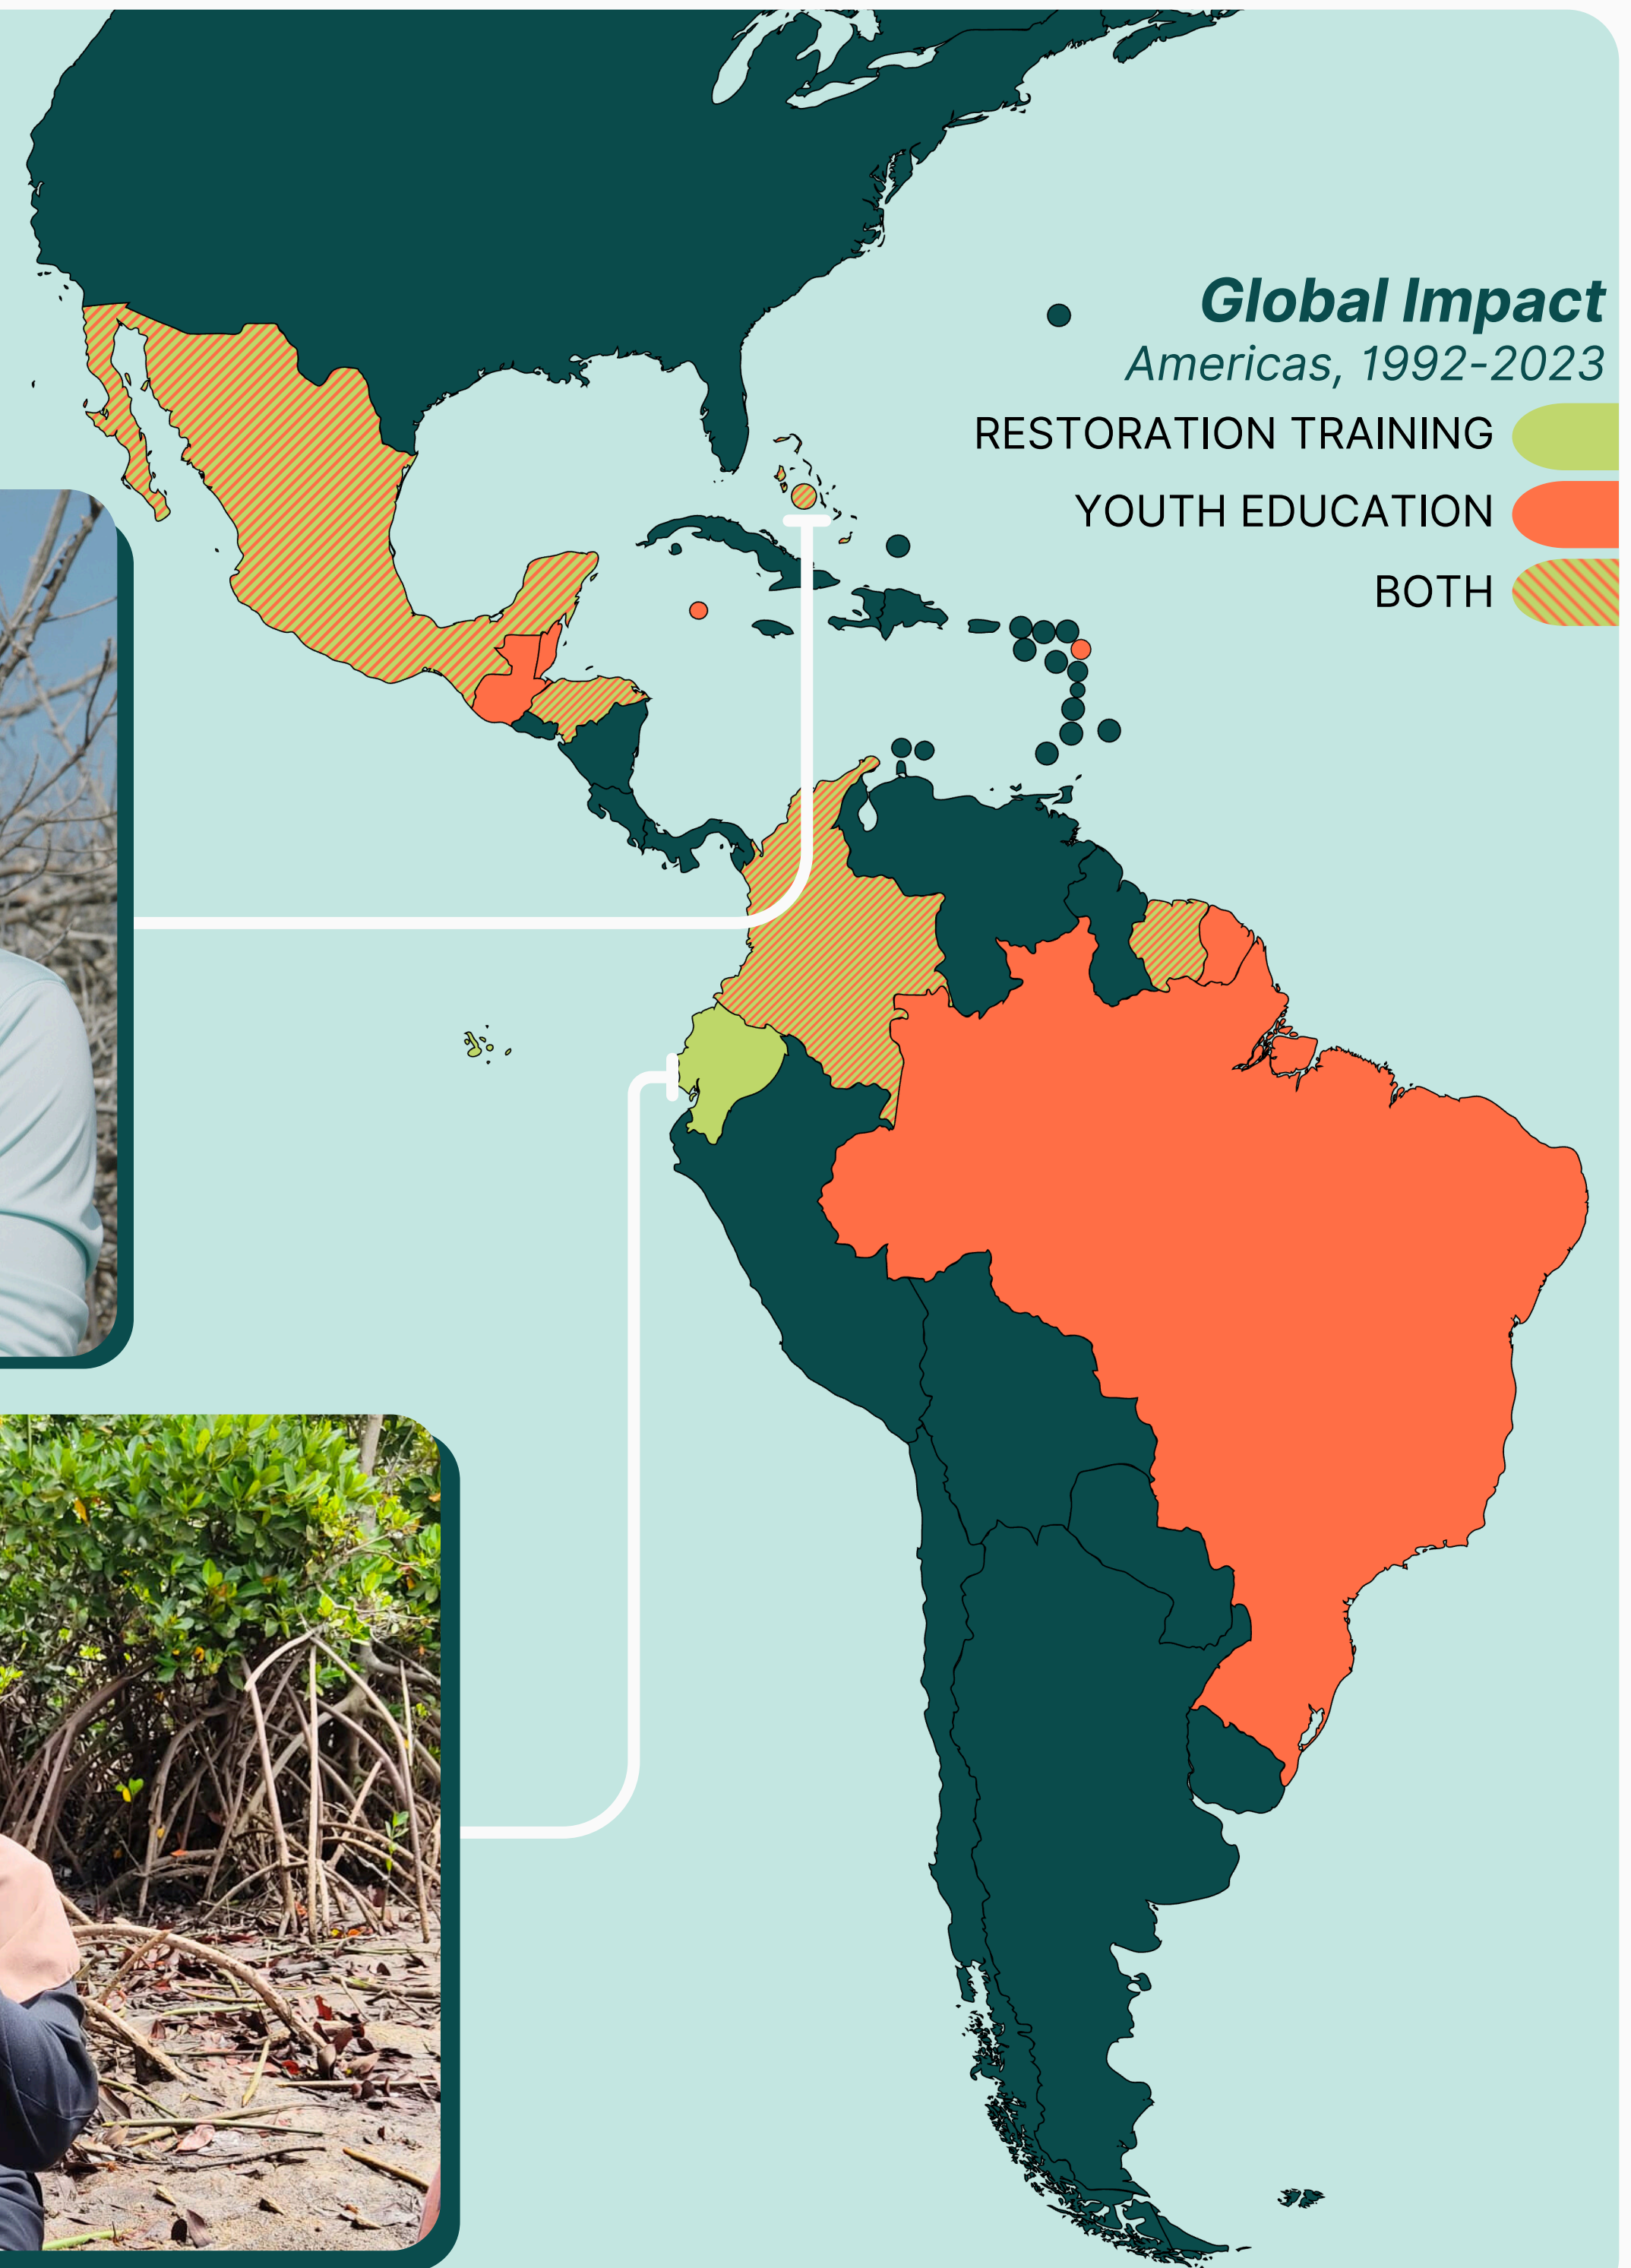 Global Impact
Americas, 1992-2023
RESTORATION TRAINING
YOUTH EDUCATION
BOTH